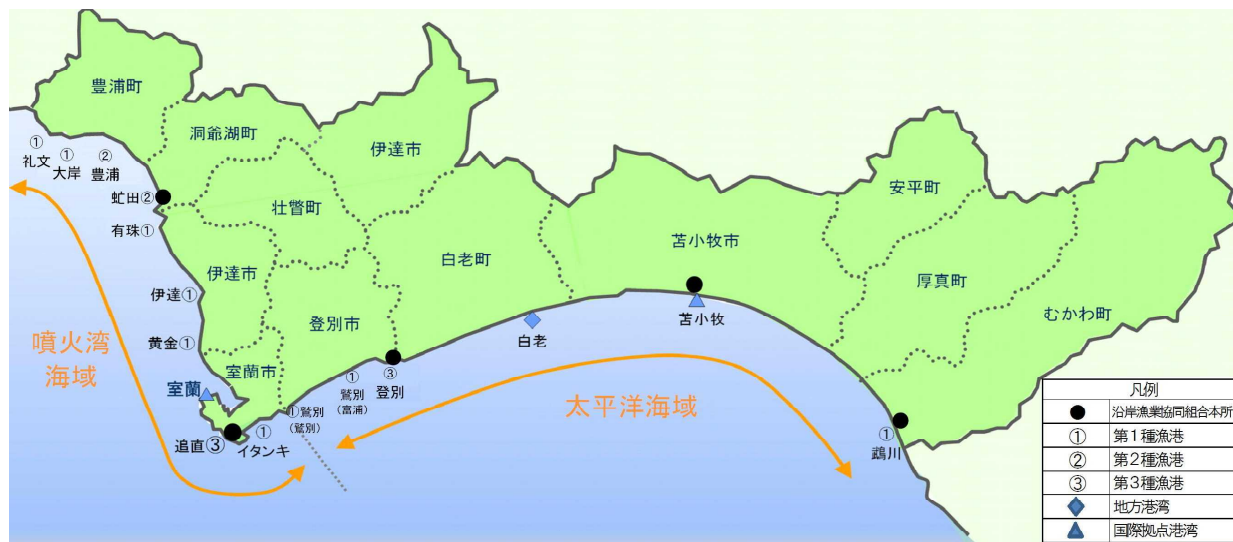 豊浦町
洞爺湖町
伊達市
壮瞥町
伊達市
登別市
室蘭市
白老町
苫小牧市
安平町
厚真町
むかわ町
①
礼文
①
大岸
②
豊浦
虻田②
有珠①
伊達①
黄金①
室蘭
追直③
①
イタンキ
①鷲別
(鷲別)
①
鷲別
(富浦)
③
登別
白老
苫小牧
①
鵡川
噴火湾
海域
太平洋海域
凡例
沿岸漁業協同組合本所
① 第1種漁港
② 第2種漁港
③ 第3種漁港
地方港湾
国際拠点港湾